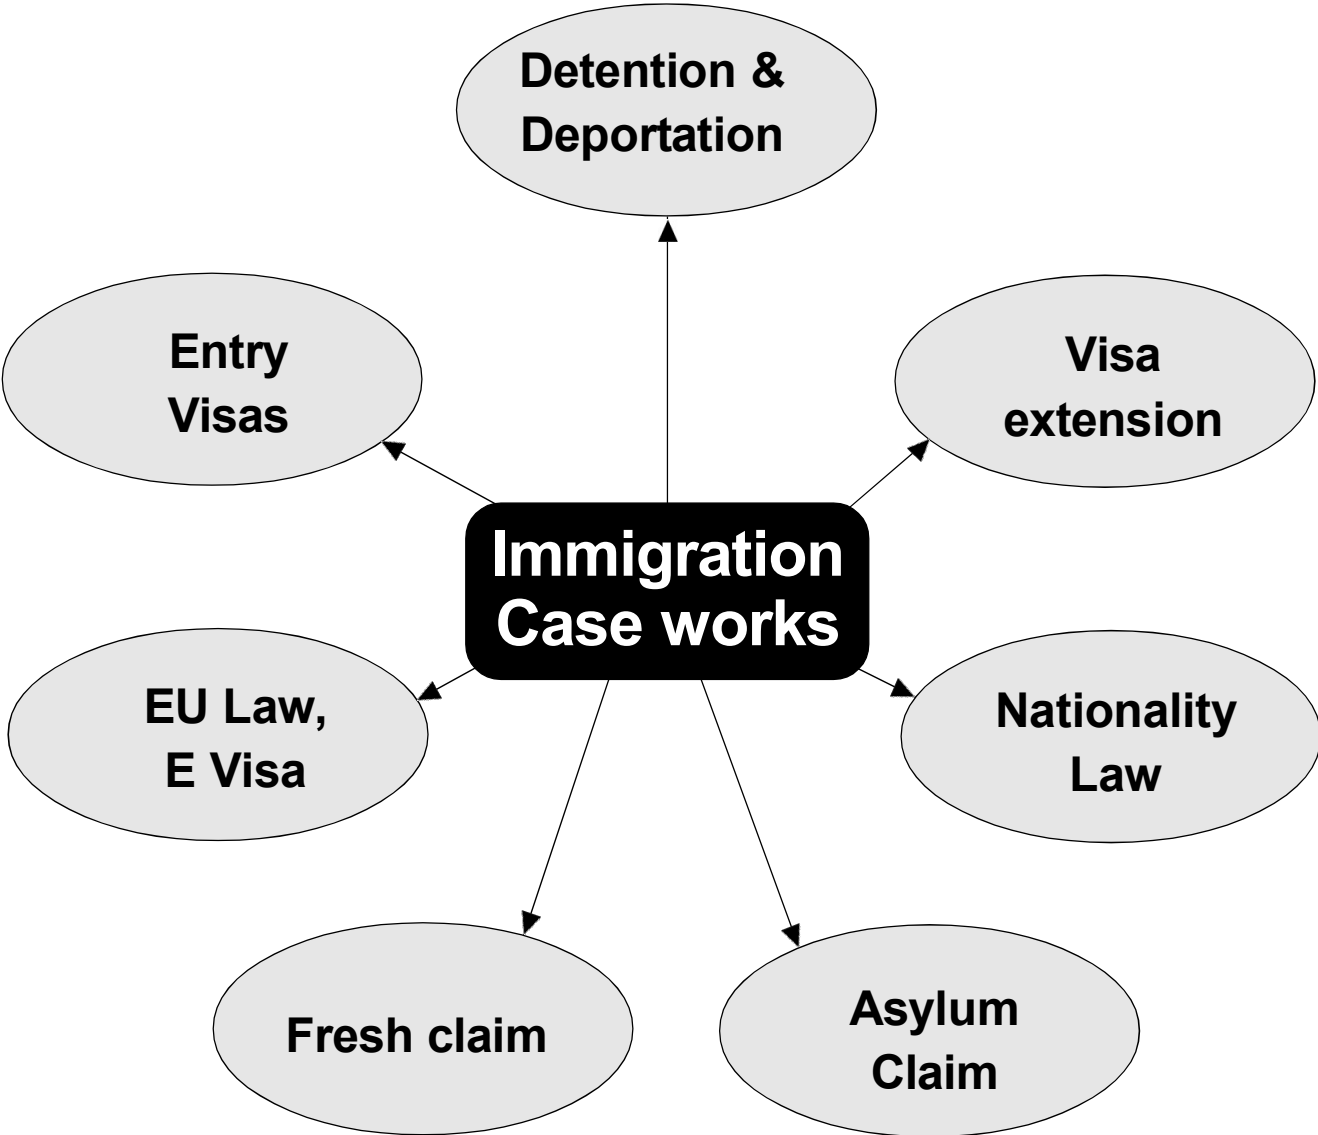 Detention &
Deportation
Entry
Visas
Visa
extension
Immigration
Case works
EU Law,
E Visa
Nationality
Law
Fresh claim
Asylum
Claim